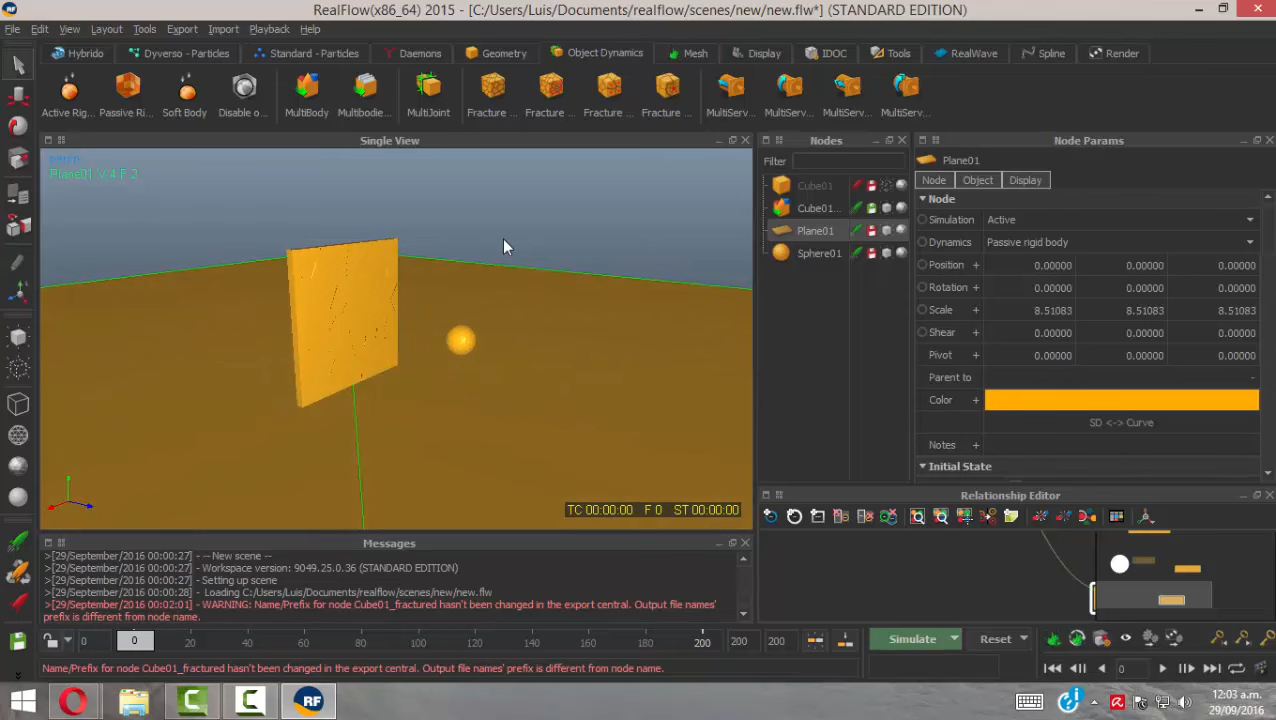 RealFlow(x86_64) 2015 - [C:/Users/Luis/Documents/realflow/scenes/new/new.flw*] (STANDARD EDITION)
File Edit View Layout Tools Export Import Playback Help
Hybrido Dyverso - Particles Standard - Particles Daemons Geometry Object Dynamics Mesh Display IDOC Tools RealWave Spline Render
Active Rig... Passive Ri... Soft Body Disable o... MultiBody Multibodie... MultiJoint Fracture ... Fracture ... Fracture ... Fracture ... MultiServ... MultiServ... MultiServ... MultiServ...
Single View
Nodes
Node Params
Plane01 V 4 F 2
Filter
Cube01
Cube01...
Plane01
Sphere01
Plane01
Node Object Display
Node
Simulation Active
Dynamics Passive rigid body
Position + 0.00000 0.00000 0.00000
Rotation + 0.00000 0.00000 0.00000
Scale + 8.51083 8.51083 8.51083
Shear + 0.00000 0.00000 0.00000
Pivot + 0.00000 0.00000 0.00000
Parent to -
Color +
SD <-> Curve
Notes +
Initial State
TC 00:00:00 F 0 ST 00:00:00
Relationship Editor
Messages
>[29/September/2016 00:00:27] - -- New scene --
>[29/September/2016 00:00:27] - Workspace version: 9049.25.0.36 (STANDARD EDITION)
>[29/September/2016 00:00:27] - Setting up scene
>[29/September/2016 00:00:28] - Loading C:/Users/Luis/Documents/realflow/scenes/new/new.flw
>[29/September/2016 00:02:01] - WARNING: Name/Prefix for node Cube01_fractured hasn't been changed in the export central. Output file names'
prefix is different from node name.
0 0 20 40 60 80 100 120 140 160 180 200 200 200
Simulate Reset
Name/Prefix for node Cube01_fractured hasn't been changed in the export central. Output file names' prefix is different from node name.
0
RF
12:03 a.m.
29/09/2016